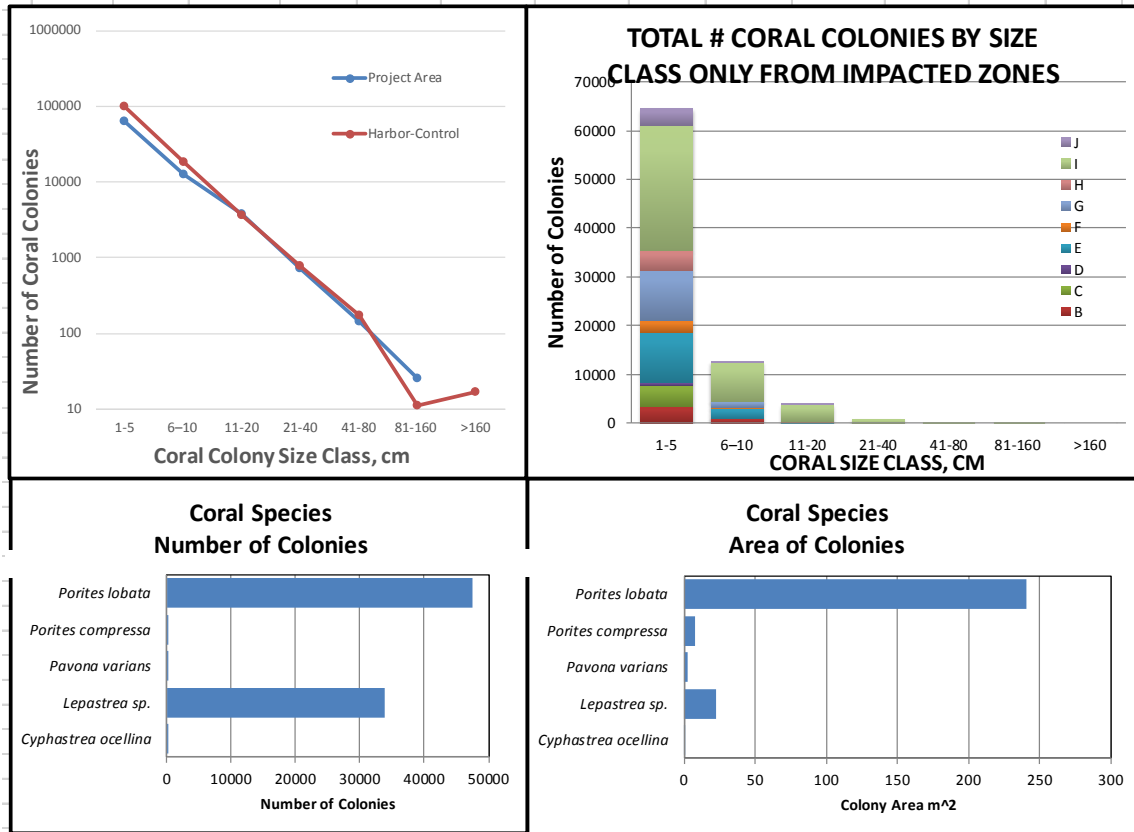 1000000
100000
10000
1000
100
10
Number of Coral Colonies
Project Area
Harbor-Control
1-5
6–10
11-20
21-40
41-80
81-160
>160
Coral Colony Size Class, cm
TOTAL # CORAL COLONIES BY SIZE
CLASS ONLY FROM IMPACTED ZONES
70000
60000
50000
40000
30000
20000
10000
0
Number of Colonies
J
I
H
G
F
E
D
C
B
1-5
6–10
11-20
21-40
41-80
81-160
>160
CORAL SIZE CLASS, CM
Coral Species
Number of Colonies
Porites lobata
Porites compressa
Pavona varians
Lepastrea sp.
Cyphastrea ocellina
0
10000
20000
30000
40000
50000
Number of Colonies
Coral Species
Area of Colonies
Porites lobata
Porites compressa
Pavona varians
Lepastrea sp.
Cyphastrea ocellina
0
50
100
150
200
250
300
Colony Area m^2